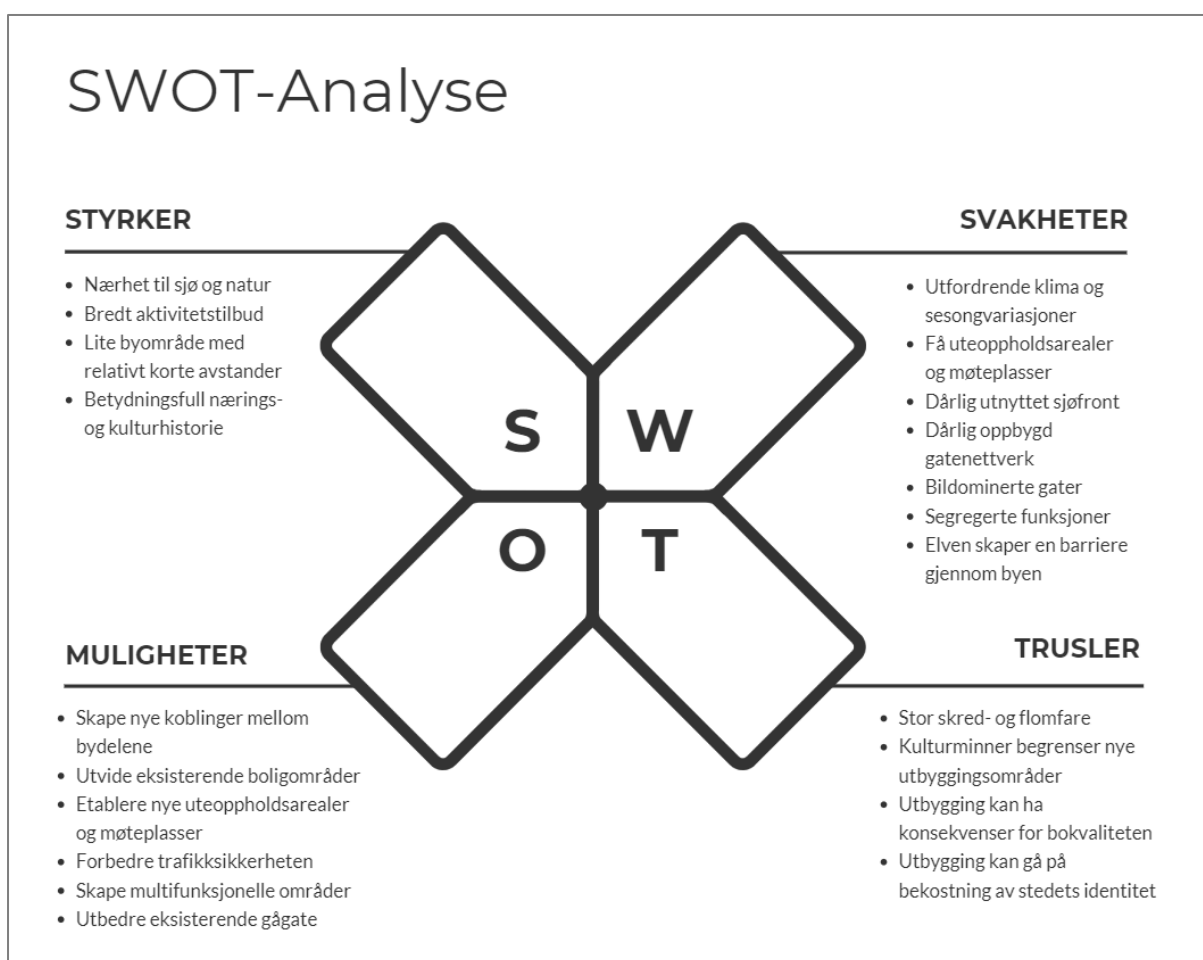 SWOT-Analyse
STYRKER
• Nærhet til sjø og natur
• Bredt aktivitetstilbud
• Lite byområde med
relativt korte avstander
• Betydningsfull nærings-
og kulturhistorie
SVAKHETER
• Utfordrende klima og
sesongvariasjoner
• Få uteoppholdsarealer
og møteplasser
• Dårlig utnyttet sjøfront
• Dårlig oppbygd
gatenettverk
• Bildominerte gater
• Segregerte funksjoner
• Elven skaper en barriere
gjennom byen
S W
O T
MULIGHETER
• Skape nye koblinger mellom
bydelene
• Utvide eksisterende boligområder
• Etablere nye uteoppholdsarealer
og møteplasser
• Forbedre trafikksikkerheten
• Skape multifunksjonelle områder
• Utbedre eksisterende gågate
TRUSLER
• Stor skred- og flomfare
• Kulturminner begrenser nye
utbyggingsområder
• Utbygging kan ha
konsekvenser for bokvaliteten
• Utbygging kan gå på
bekostning av stedets identitet